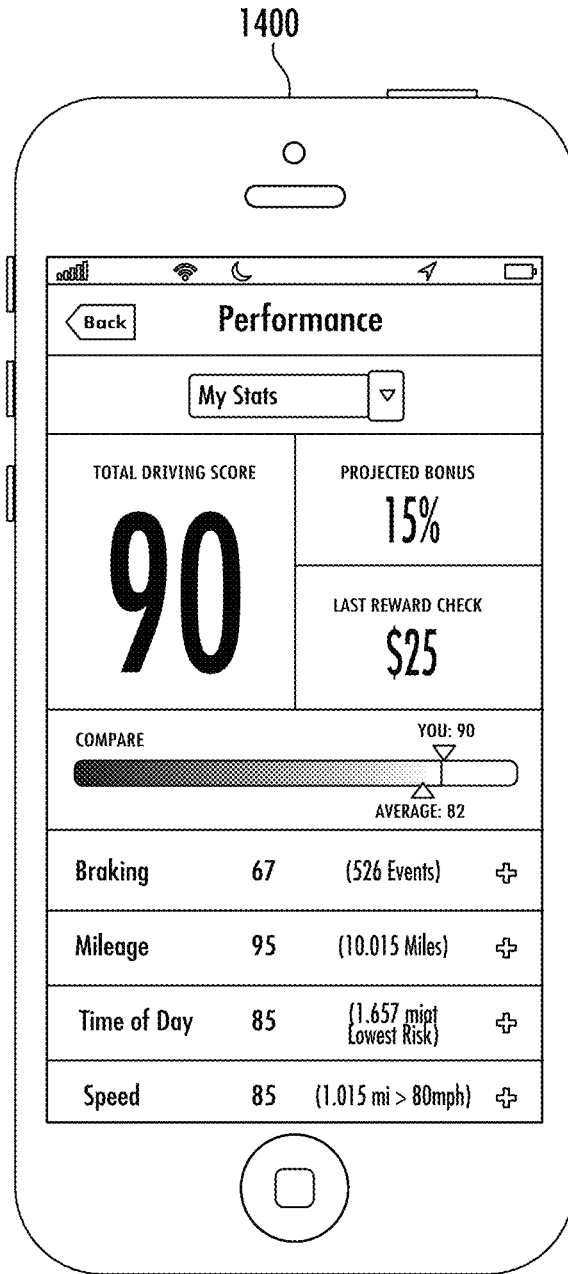 1400
Back
Performance
My Stats
TOTAL DRIVING SCORE
90
PROJECTED BONUS
15%
LAST REWARD CHECK
$25
COMPARE
YOU: 90
AVERAGE: 82
Braking 67 (526 Events)
Mileage 95 (10.015 Miles)
Time of Day 85 (1.657 miat
Lowest Risk)
Speed 85 (1.015 mi > 80mph)